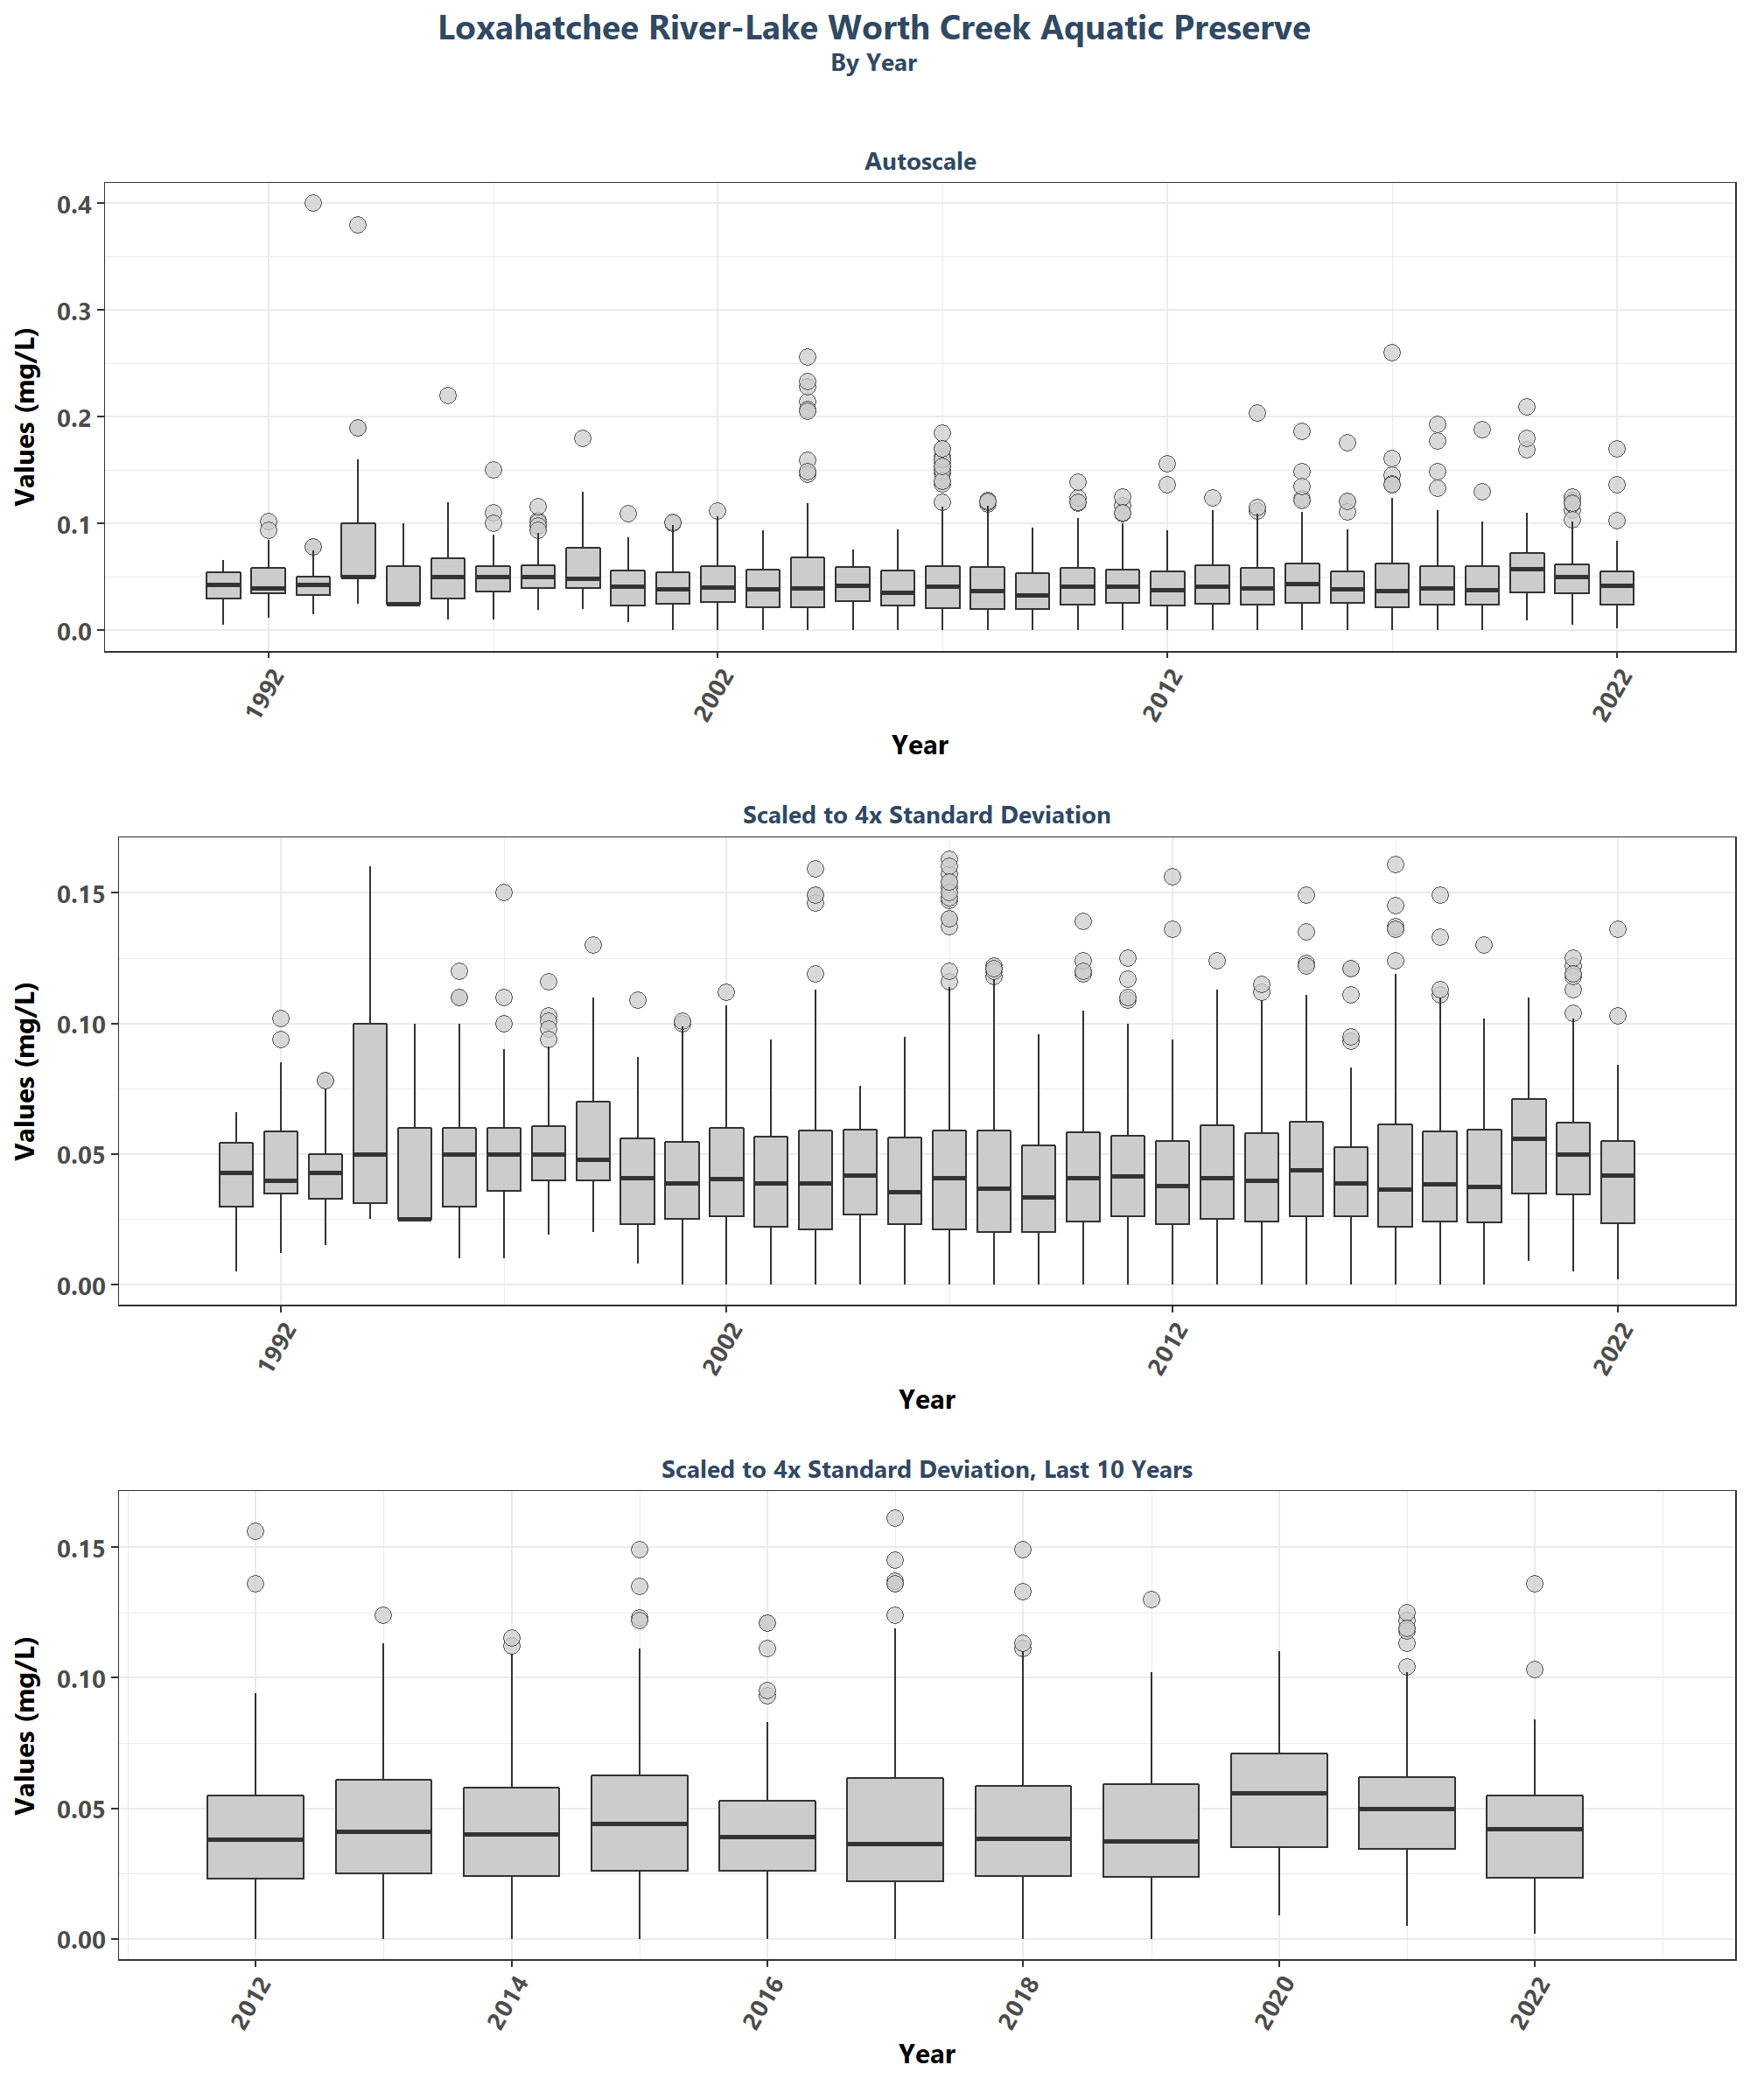 Loxahatchee River-Lake Worth Creek Aquatic Preserve
By Year
Autoscale
Values (mg/L)
0.4
0.3
0.2
0.1
0.0
1992 2002 2012 2022
Year
Scaled to 4x Standard Deviation
Values (mg/L)
0.15
0.10
0.05
0.00
1992 2002 2012 2022
Year
Scaled to 4x Standard Deviation, Last 10 Years
Values (mg/L)
0.15
0.10
0.05
0.00
2012 2014 2016 2018 2020 2022
Year